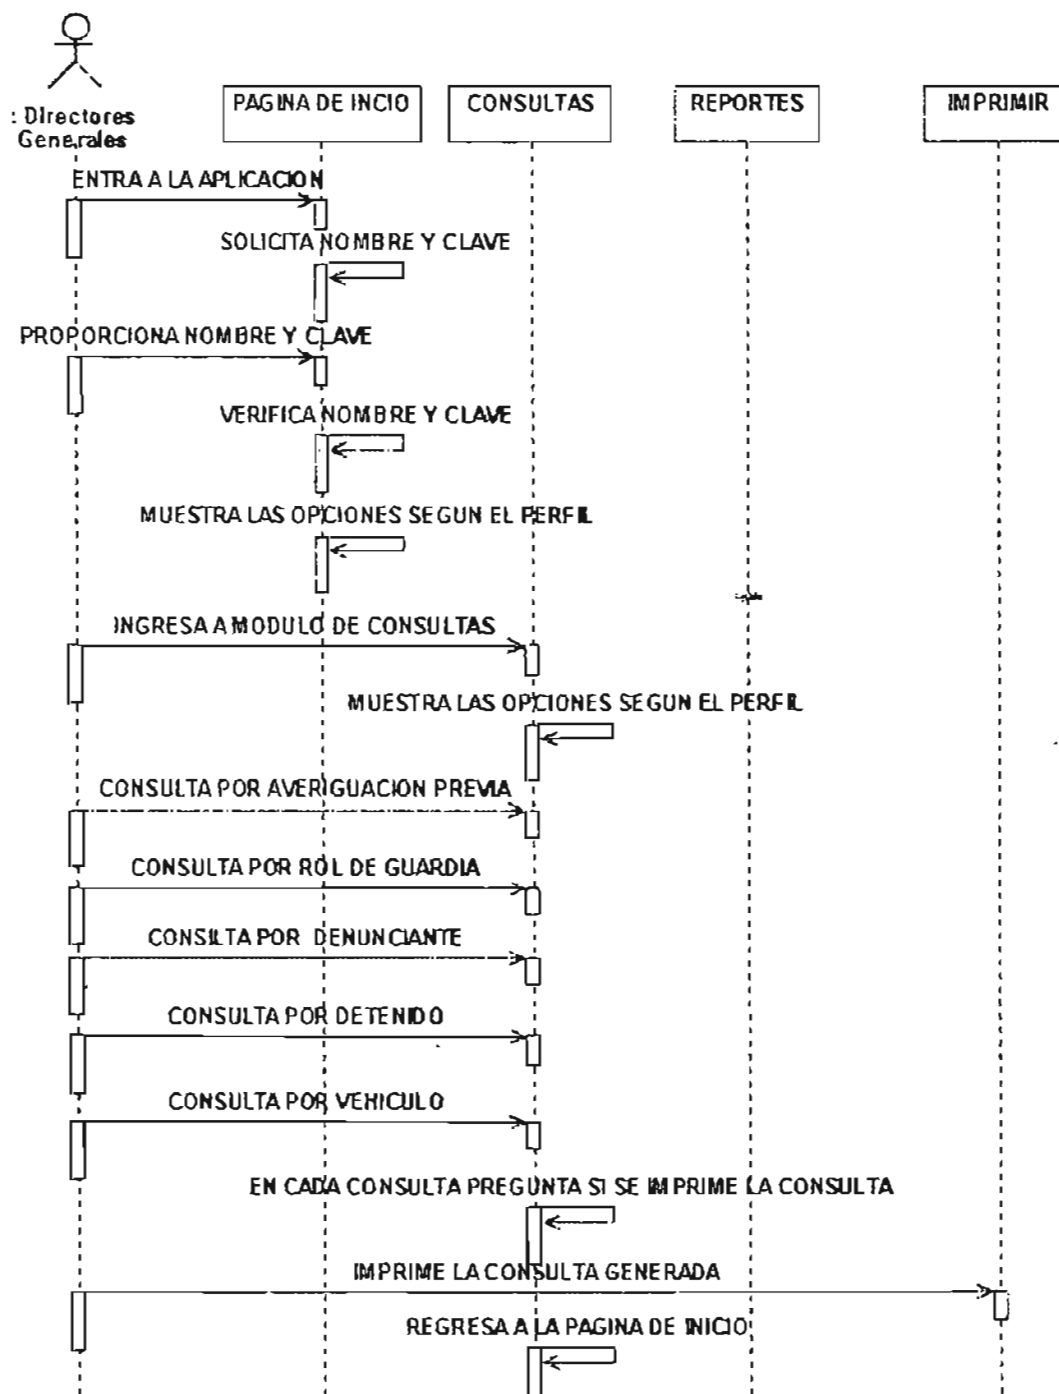 : Directores
Generales
PAGINA DE INCIO
CONSULTAS
REPORTES
IMPRIMIR
ENTRA A LA APLICACION
SOLICITA NOMBRE Y CLAVE
PROPORCIONA NOMBRE Y CLAVE
VERIFICA NOMBRE Y CLAVE
MUESTRA LAS OPCIONES SEGUN EL PERFIL
INGRESA A MODULO DE CONSULTAS
MUESTRA LAS OPCIONES SEGUN EL PERFIL
CONSULTA POR AVERIGUACION PREVIA
CONSULTA POR ROL DE GUARDIA
CONSILTA POR DENUNCIANTE
CONSULTA POR DETENIDO
CONSULTA POR VEHICULO
EN CADA CONSULTA PREGUNTA SI SE IMPRIME LA CONSULTA
IMPRIME LA CONSULTA GENERADA
REGRESA A LA PAGINA DE INICIO